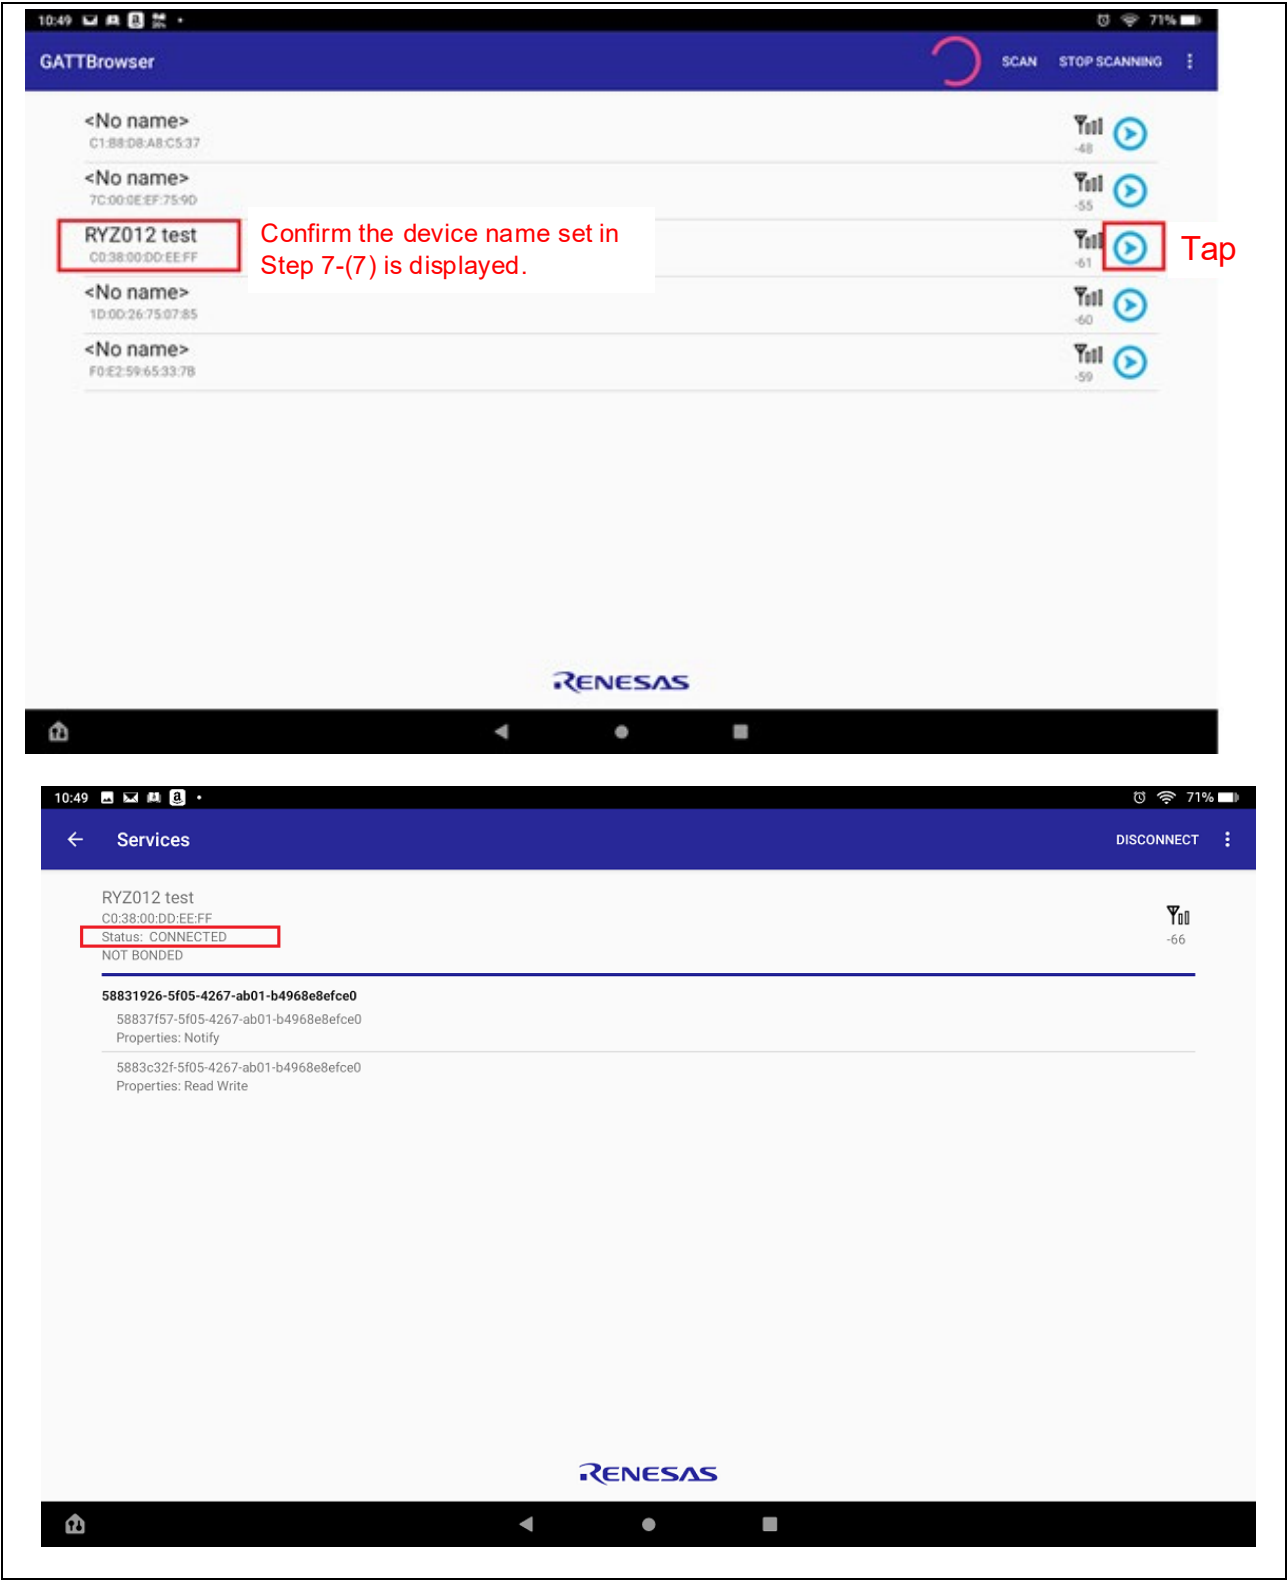 10:49
71%
GATTBrowser
SCAN STOP SCANNING
<No name>
C1:B8:D8:A8:C5:37
-48
<No name>
7C:00:0E:EF:75:9D
-55
RYZ012 test
C0:38:00:DD:EE:FF
-61
Confirm the device name set in
Step 7-(7) is displayed.
Tap
<No name>
1D:0D:26:75:07:85
-60
<No name>
F0:E2:59:65:33:7B
-59
RENESAS
10:49
71%
Services
DISCONNECT
RYZ012 test
C0:38:00:DD:EE:FF
Status: CONNECTED
NOT BONDED
-66
58831926-5f05-4267-ab01-b4968e8efce0
58837f57-5f05-4267-ab01-b4968e8efce0
Properties: Notify
5883c32f-5f05-4267-ab01-b4968e8efce0
Properties: Read Write
RENESAS